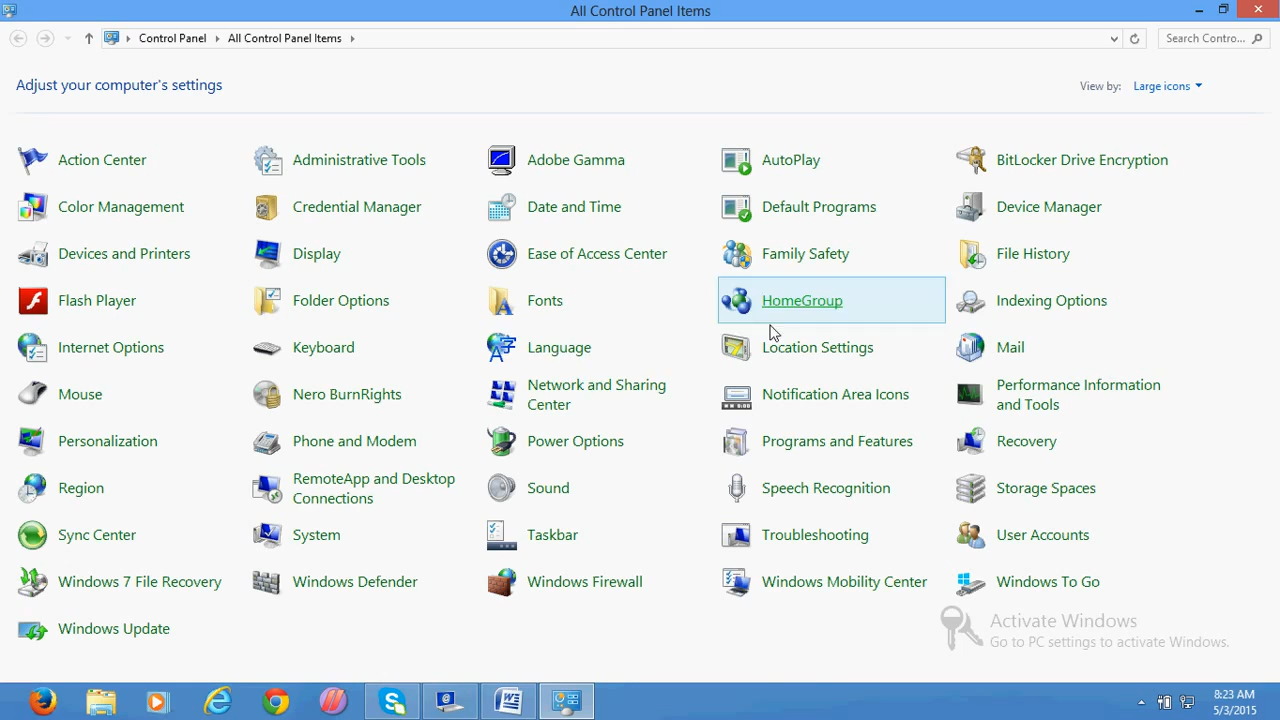 All Control Panel Items
Control Panel All Control Panel Items
Search Contro...
Adjust your computer's settings
View by: Large icons
Action Center
Administrative Tools
Adobe Gamma
AutoPlay
BitLocker Drive Encryption
Color Management
Credential Manager
Date and Time
Default Programs
Device Manager
Devices and Printers
Display
Ease of Access Center
Family Safety
File History
Flash Player
Folder Options
Fonts
HomeGroup
Indexing Options
Internet Options
Keyboard
Language
Location Settings
Mail
Mouse
Nero BurnRights
Network and Sharing
Center
Notification Area Icons
Performance Information
and Tools
Personalization
Phone and Modem
Power Options
Programs and Features
Recovery
Region
RemoteApp and Desktop
Connections
Sound
Speech Recognition
Storage Spaces
Sync Center
System
Taskbar
Troubleshooting
User Accounts
Windows 7 File Recovery
Windows Defender
Windows Firewall
Windows Mobility Center
Windows To Go
Windows Update
Activate Windows
Go to PC settings to activate Windows.
8:23 AM
5/3/2015